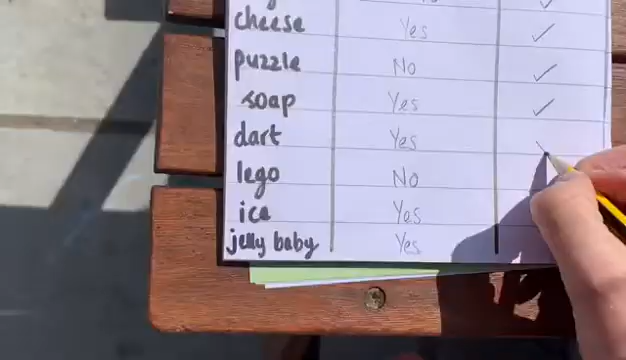 cheese Yes ✓
puzzle No ✓
soap Yes ✓
dart Yes
lego No
ice Yes
jelly baby Yes